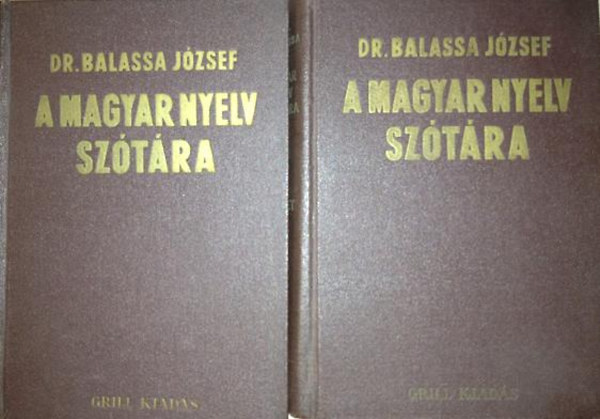 DR. BALASSA JÓZSEF
A MAGYAR NYELV
SZÓTÁRA
GRILL KIADÁS
DR. BALASSA JÓZSEF
A MAGYAR NYELV
SZÓTÁRA
GRILL KIADÁS